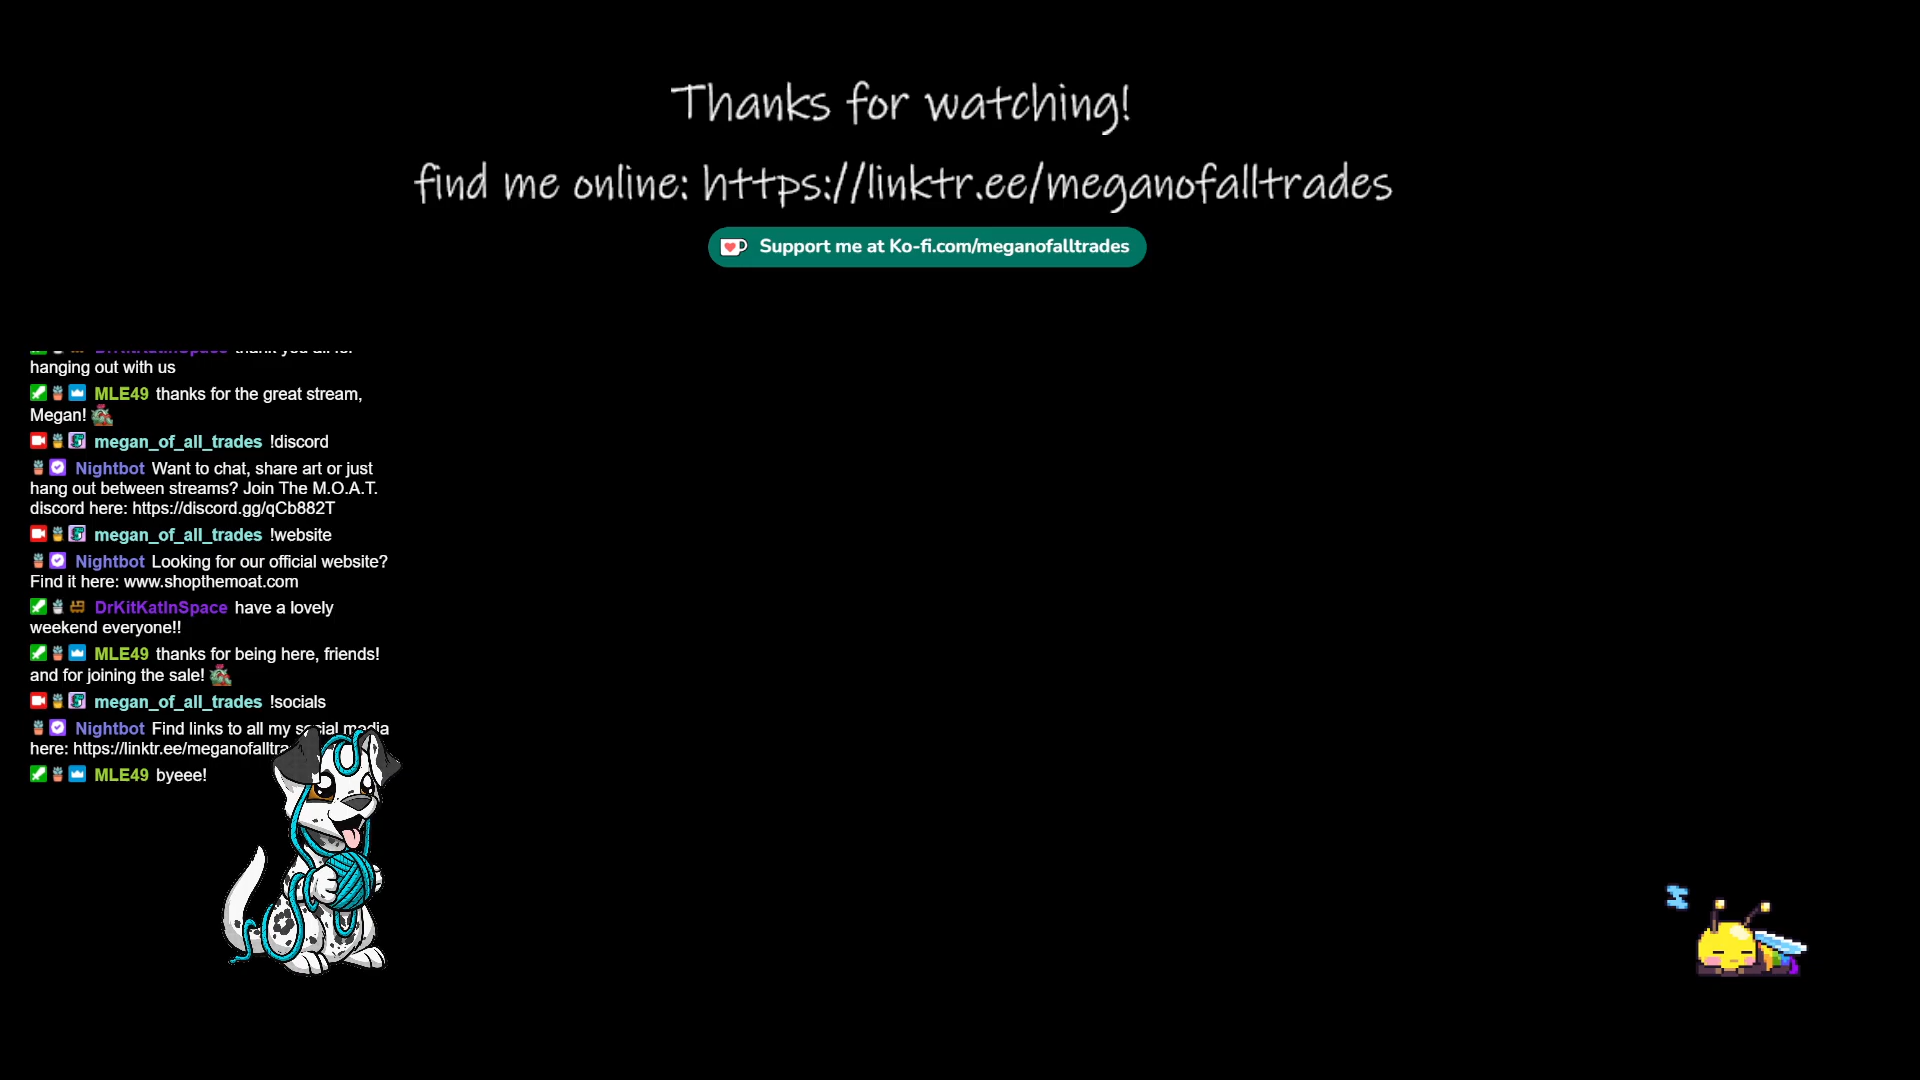 Thanks for watching!
find me online: https://linktr.ee/meganofalltrades
Support me at Ko-fi.com/meganofalltrades
hanging out with us
MLE49 thanks for the great stream,
Megan!
megan_of_all_trades !discord
Nightbot Want to chat, share art or just
hang out between streams? Join The M.O.A.T.
discord here: https://discord.gg/qCb882T
megan_of_all_trades !website
Nightbot Looking for our official website?
Find it here: www.shopthemoat.com
DrKitKatInSpace have a lovely
weekend everyone!!
MLE49 thanks for being here, friends!
and for joining the sale!
megan_of_all_trades !socials
Nightbot Find links to all my social media
here: https://linktr.ee/meganofalltra
MLE49 byeee!